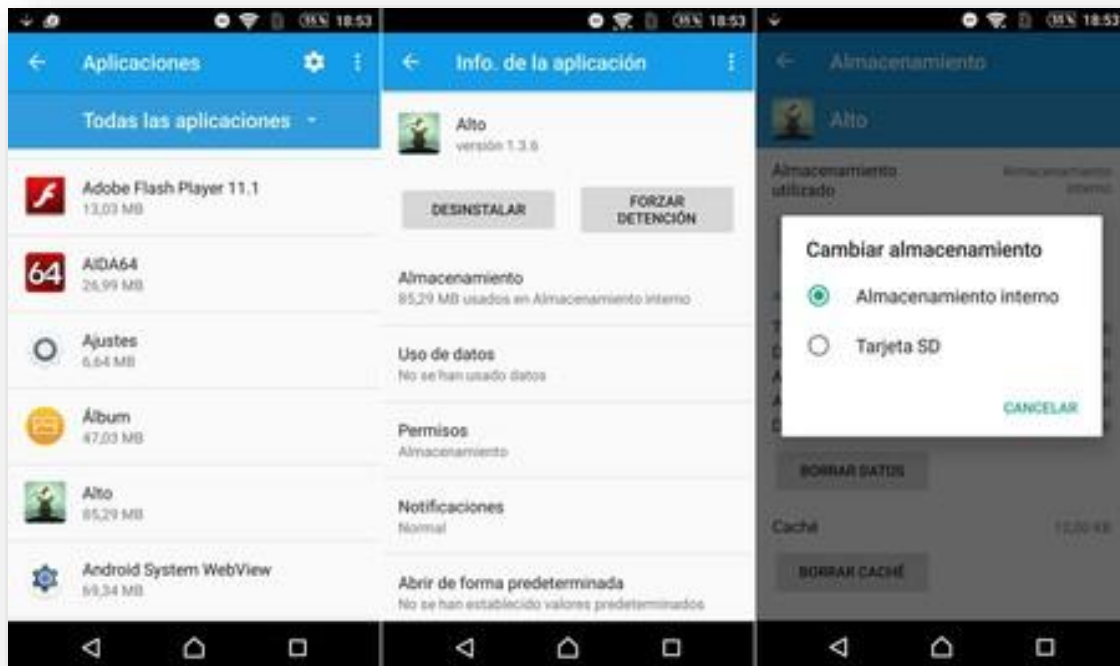 18:53
Aplicaciones
Todas las aplicaciones
Adobe Flash Player 11.1
13,03 MB
AIDA64
26,99 MB
Ajustes
6,64 MB
Álbum
47,03 MB
Alto
85,29 MB
Android System WebView
69,34 MB
18:53
Info. de la aplicación
Alto
versión 1.3.6
DESINSTALAR
FORZAR
DETENCIÓN
Almacenamiento
85,29 MB usados en Almacenamiento interno
Uso de datos
No se han usado datos
Permisos
Almacenamiento
Notificaciones
Normal
Abrir de forma predeterminada
No se han establecido valores predeterminados
18:53
Almacenamiento
Alto
Almacenamiento
utilizado
Almacenamiento
interno
Cambiar almacenamiento
Almacenamiento interno
Tarjeta SD
CANCELAR
BORRAR DATOS
Caché
BORRAR CACHÉ